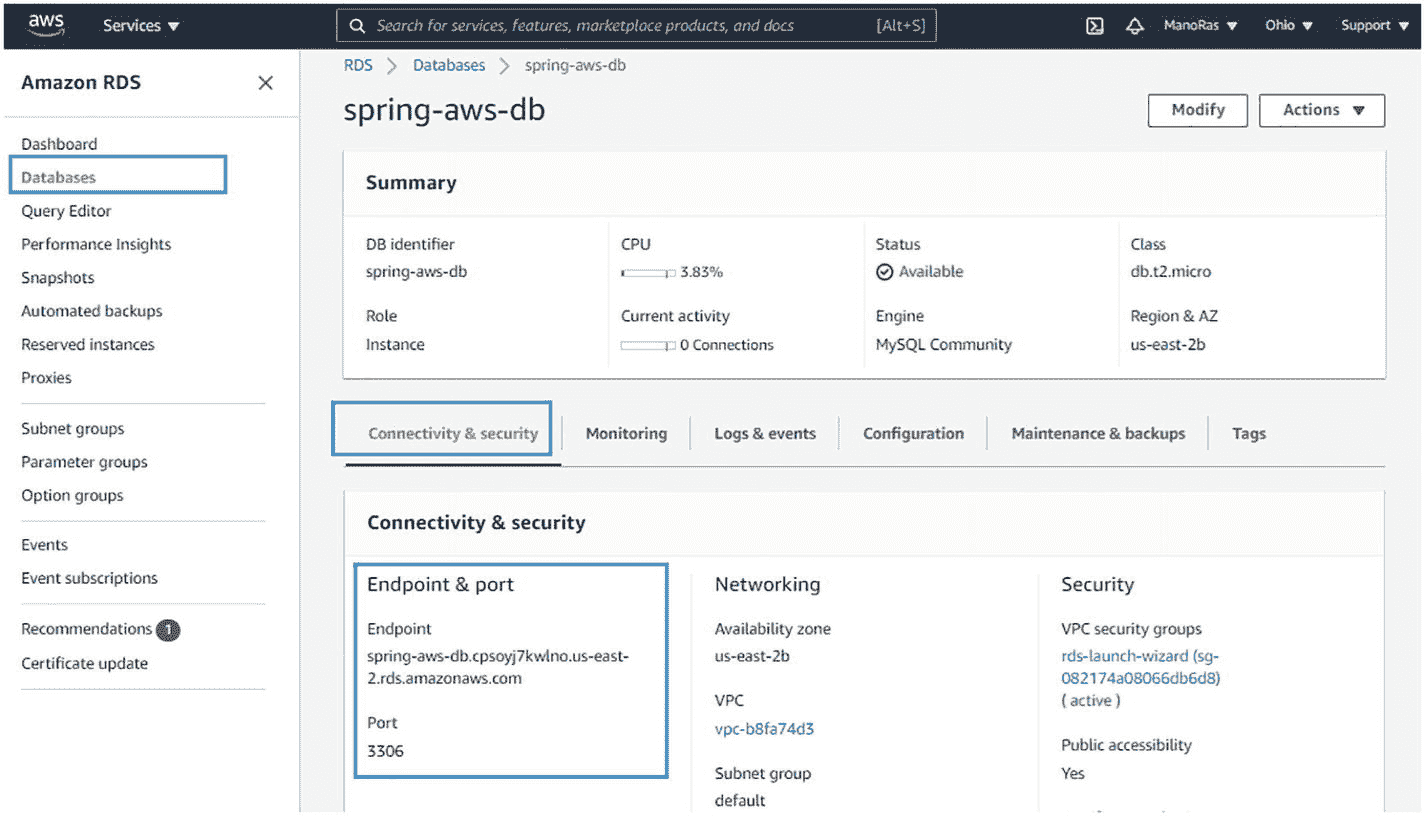 aws
Services ▼
Search for services, features, marketplace products, and docs
[Alt+S]
ManoRas ▼
Ohio ▼
Support ▼
Amazon RDS
Dashboard
Databases
Query Editor
Performance Insights
Snapshots
Automated backups
Reserved instances
Proxies
Subnet groups
Parameter groups
Option groups
Events
Event subscriptions
Recommendations 1
Certificate update
RDS > Databases > spring-aws-db
spring-aws-db
Modify
Actions ▼
Summary
DB identifier
spring-aws-db
CPU
3.83%
Status
Available
Class
db.t2.micro
Role
Instance
Current activity
0 Connections
Engine
MySQL Community
Region & AZ
us-east-2b
Connectivity & security
Monitoring
Logs & events
Configuration
Maintenance & backups
Tags
Connectivity & security
Endpoint & port
Endpoint
spring-aws-db.cpsoyj7kwlno.us-east-
2.rds.amazonaws.com
Port
3306
Networking
Availability zone
us-east-2b
VPC
vpc-b8fa74d3
Subnet group
default
Security
VPC security groups
rds-launch-wizard (sg-
082174a08066db6d8)
( active )
Public accessibility
Yes